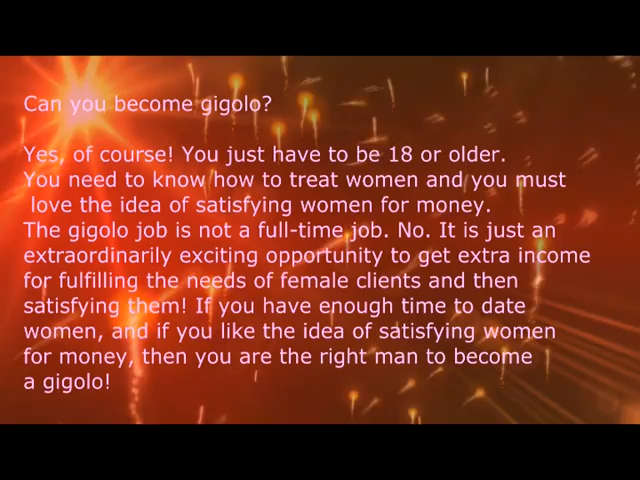 Can you become gigolo?
Yes, of course! You just have to be 18 or older.
You need to know how to treat women and you must
love the idea of satisfying women for money.
The gigolo job is not a full-time job. No. It is just an
extraordinarily exciting opportunity to get extra income
for fulfilling the needs of female clients and then
satisfying them! If you have enough time to date
women, and if you like the idea of satisfying women
for money, then you are the right man to become
a gigolo!